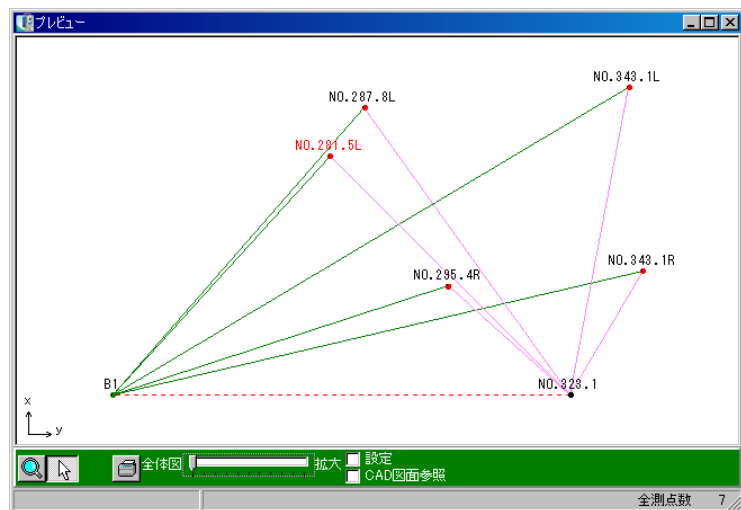 プレビュー
NO.343.1L
NO.287.8L
NO.281.5L
NO.343.1R
NO.295.4R
B1
NO.323.1
x
y
全体図
拡大
設定
CAD図面参照
全測点数 7